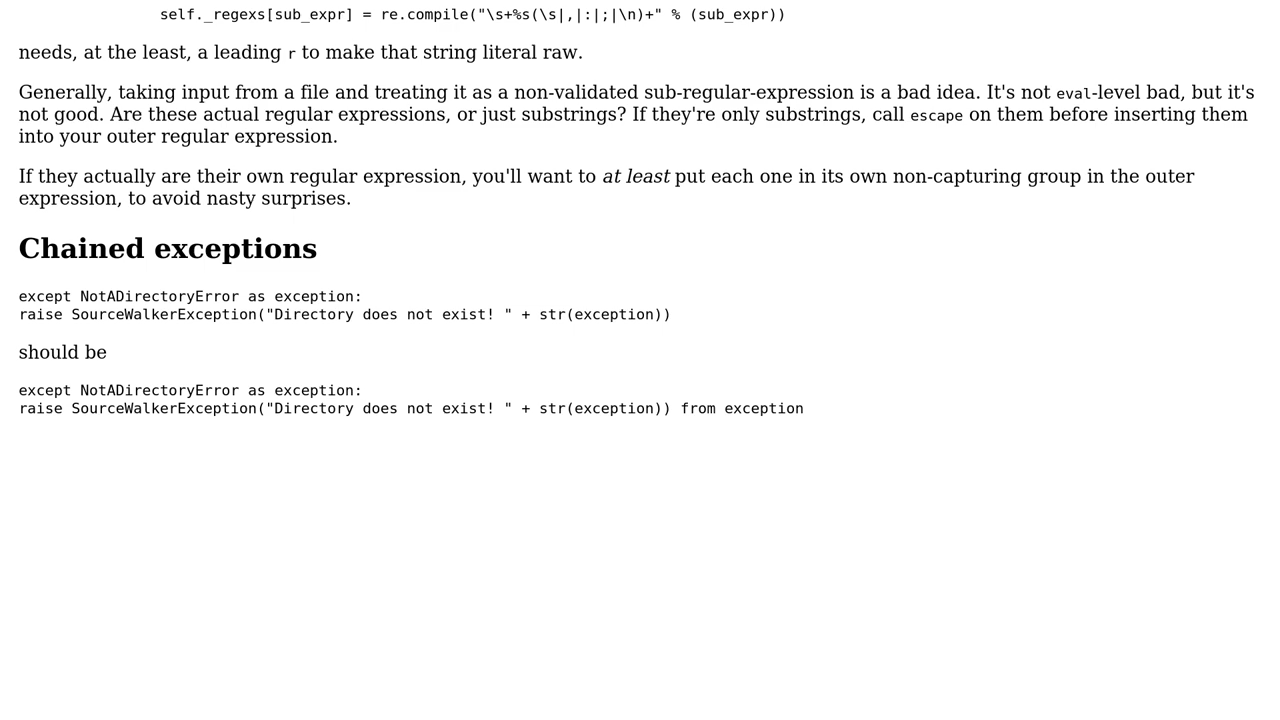 self._regexs[sub_expr] = re.compile("\s+%s(\s|,|:|;|\n)+" % (sub_expr))
needs, at the least, a leading r to make that string literal raw.
Generally, taking input from a file and treating it as a non-validated sub-regular-expression is a bad idea. It's not eval-level bad, but it's
not good. Are these actual regular expressions, or just substrings? If they're only substrings, call escape on them before inserting them
into your outer regular expression.
If they actually are their own regular expression, you'll want to at least put each one in its own non-capturing group in the outer
expression, to avoid nasty surprises.
Chained exceptions
except NotADirectoryError as exception:
raise SourceWalkerException("Directory does not exist! " + str(exception))
should be
except NotADirectoryError as exception:
raise SourceWalkerException("Directory does not exist! " + str(exception)) from exception